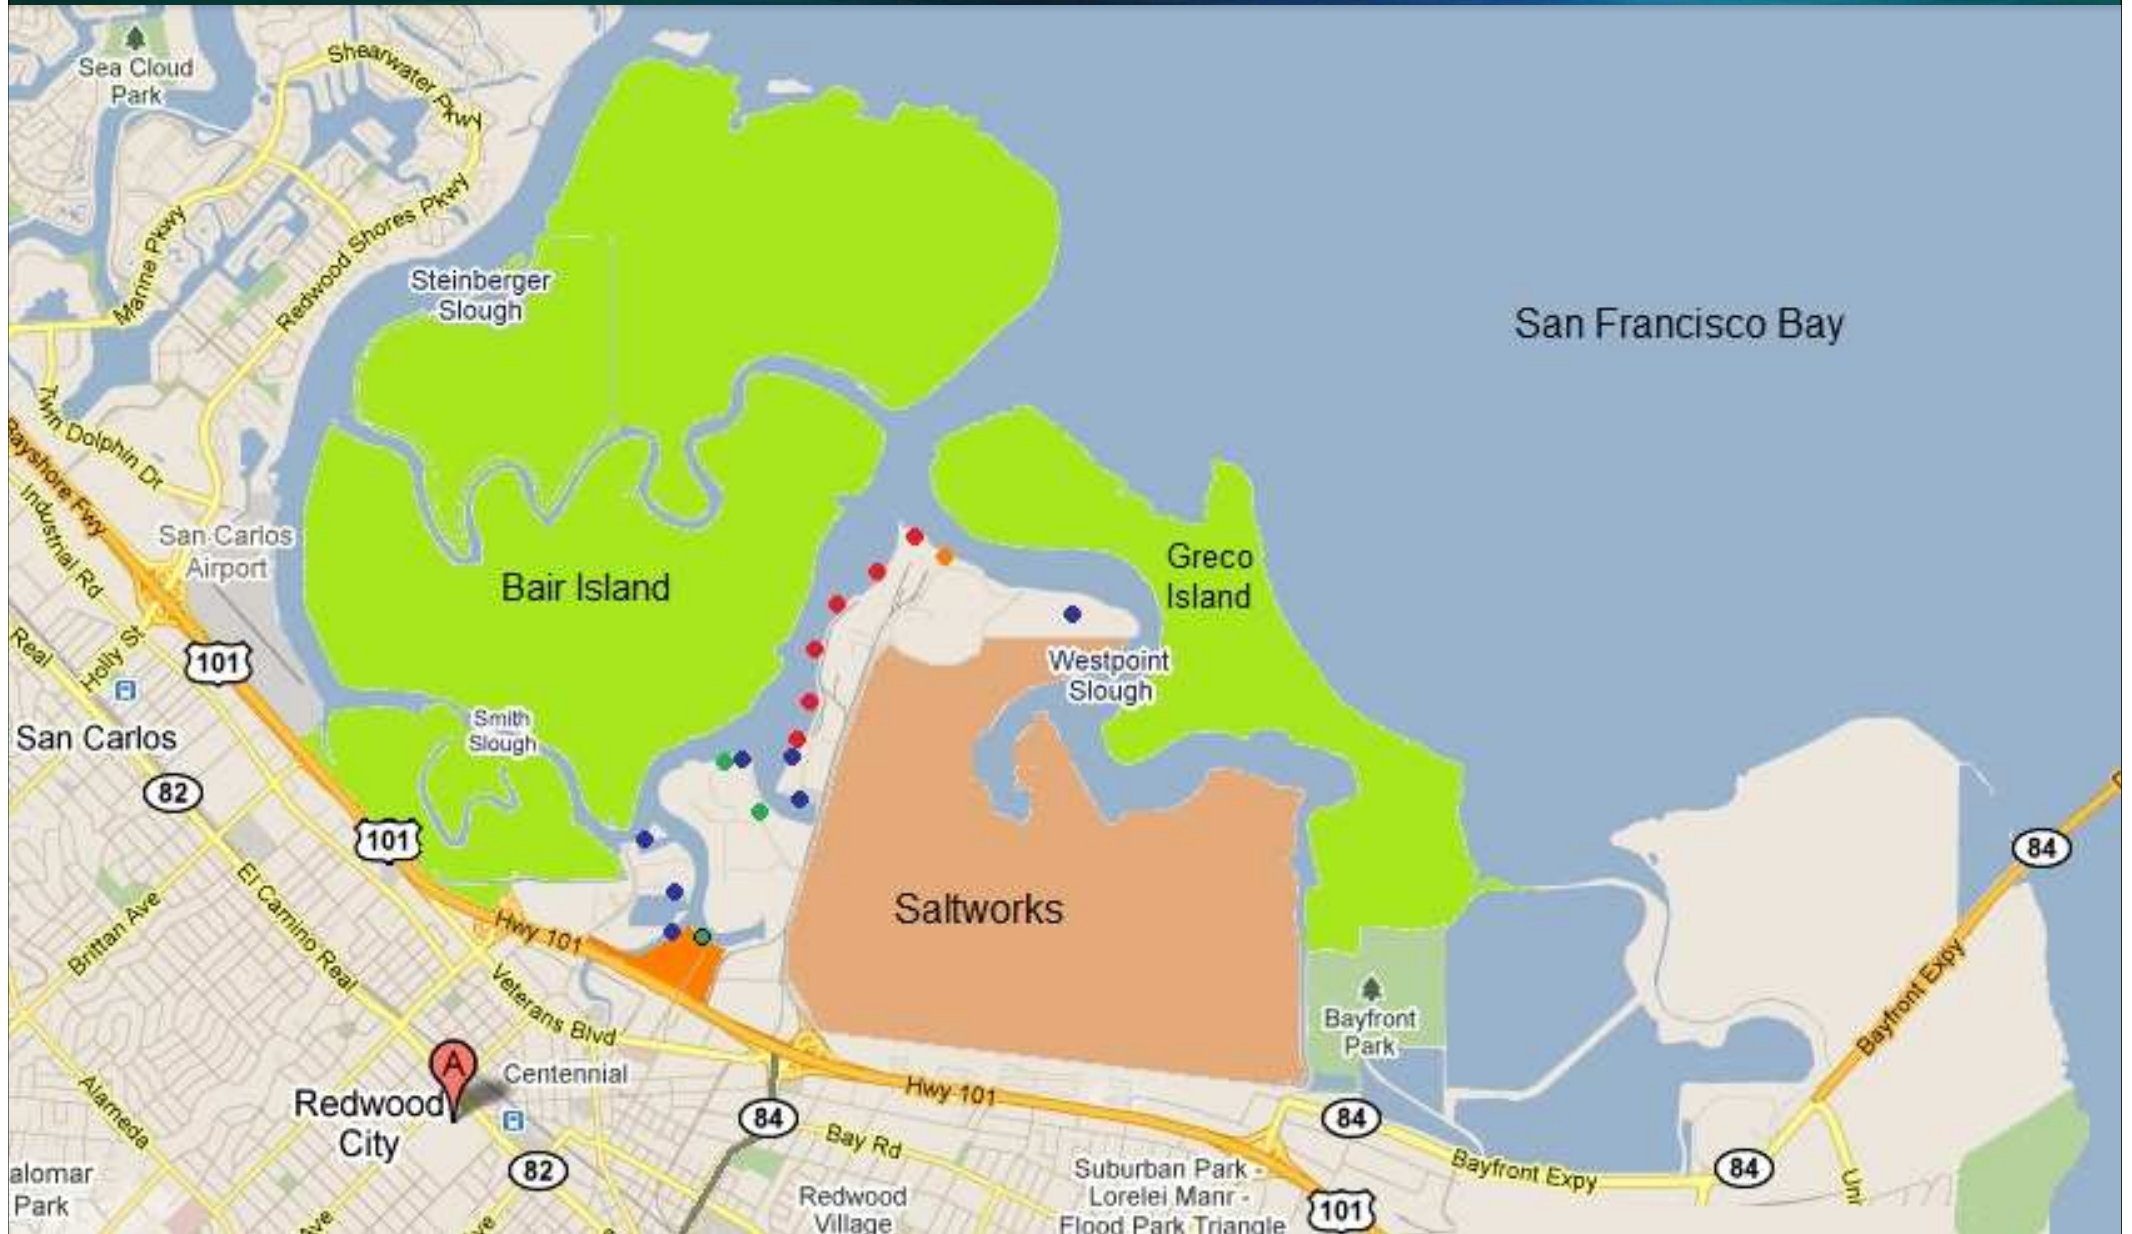 Sea Cloud
Park
Shearwater Pkwy
Marine Pkwy
Redwood Shores Pkwy
Steinberger
Slough
San Francisco Bay
Twin Dolphin Dr
Bayshore Fwy
Industrial Rd
San Carlos
Airport
Bair Island
Greco
Island
Real
Holly St
101
Westpoint
Slough
San Carlos
Smith
Slough
82
101
84
El Camino Real
Brittan Ave
Hwy 101
Saltworks
Veterans Blvd
Bayfront Expy
Bayfront
Park
A
Centennial
Redwood
City
Alameda
Hwy 101
84
84
Bay Rd
82
Bayfront Expy
84
alomar
Park
Suburban Park -
Lorelei Manr -
Flood Park Triangle
Redwood
Village
101
Uni
Ave
ve